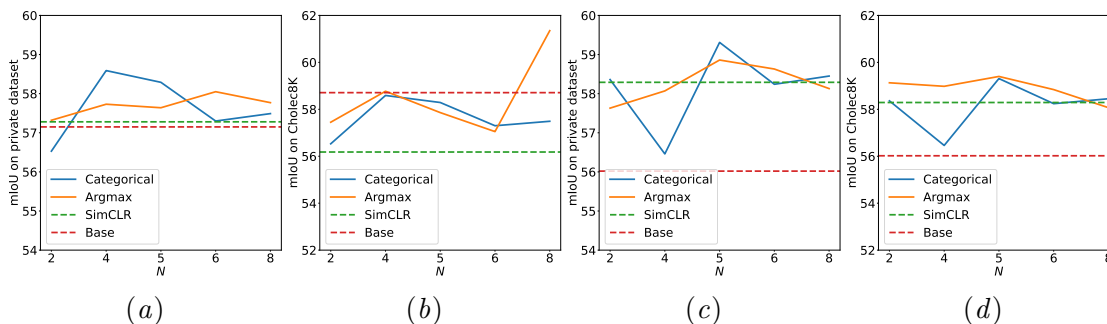 60
59
58
57
56
55
54
mIoU on private dataset
Categorical
Argmax
SimCLR
Base
2 4 5 6 8
N
(a)
62
60
58
56
54
52
mIoU on Cholec8K
Categorical
Argmax
SimCLR
Base
2 4 5 6 8
N
(b)
60
59
58
57
56
55
54
mIoU on private dataset
Categorical
Argmax
SimCLR
Base
2 4 5 6 8
N
(c)
62
60
58
56
54
52
mIoU on Cholec8K
Categorical
Argmax
SimCLR
Base
2 4 5 6 8
N
(d)